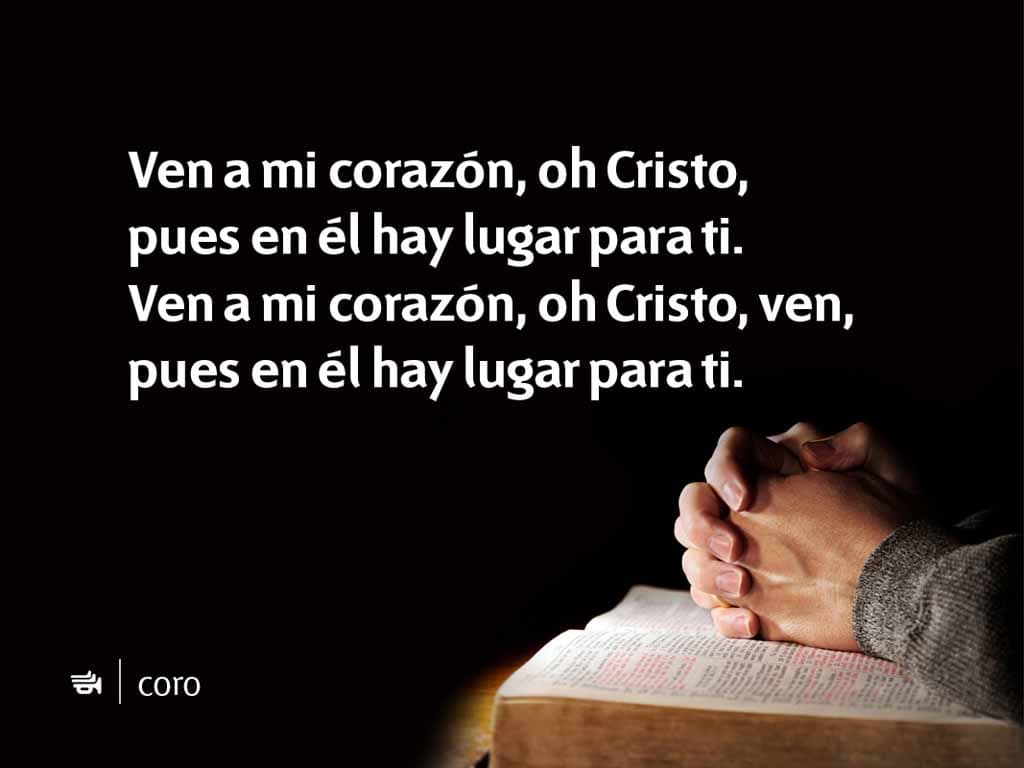 Ven a mi corazón, oh Cristo,
pues en él hay lugar para ti.
Ven a mi corazón, oh Cristo, ven,
pues en él hay lugar para ti.
coro